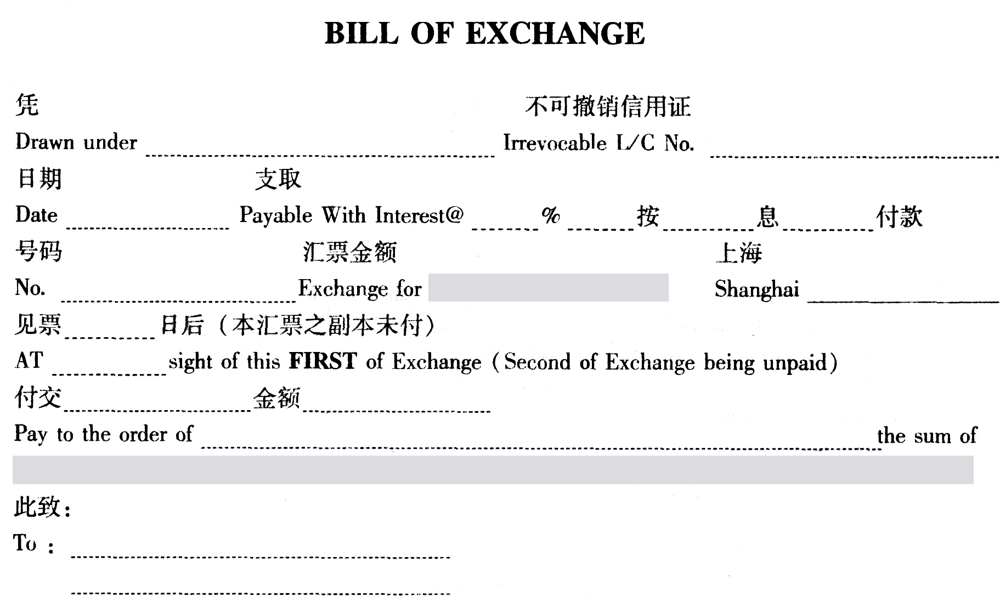 BILL OF EXCHANGE
凭 不可撤销信用证
Drawn under Irrevocable L/C No.
日期 支取
Date Payable With Interest@ % 按 息 付款
号码 汇票金额 上海
No. Exchange for Shanghai
见票 日后（本汇票之副本未付）
AT sight of this FIRST of Exchange (Second of Exchange being unpaid)
付交 金额
Pay to the order of the sum of
此致:
To :